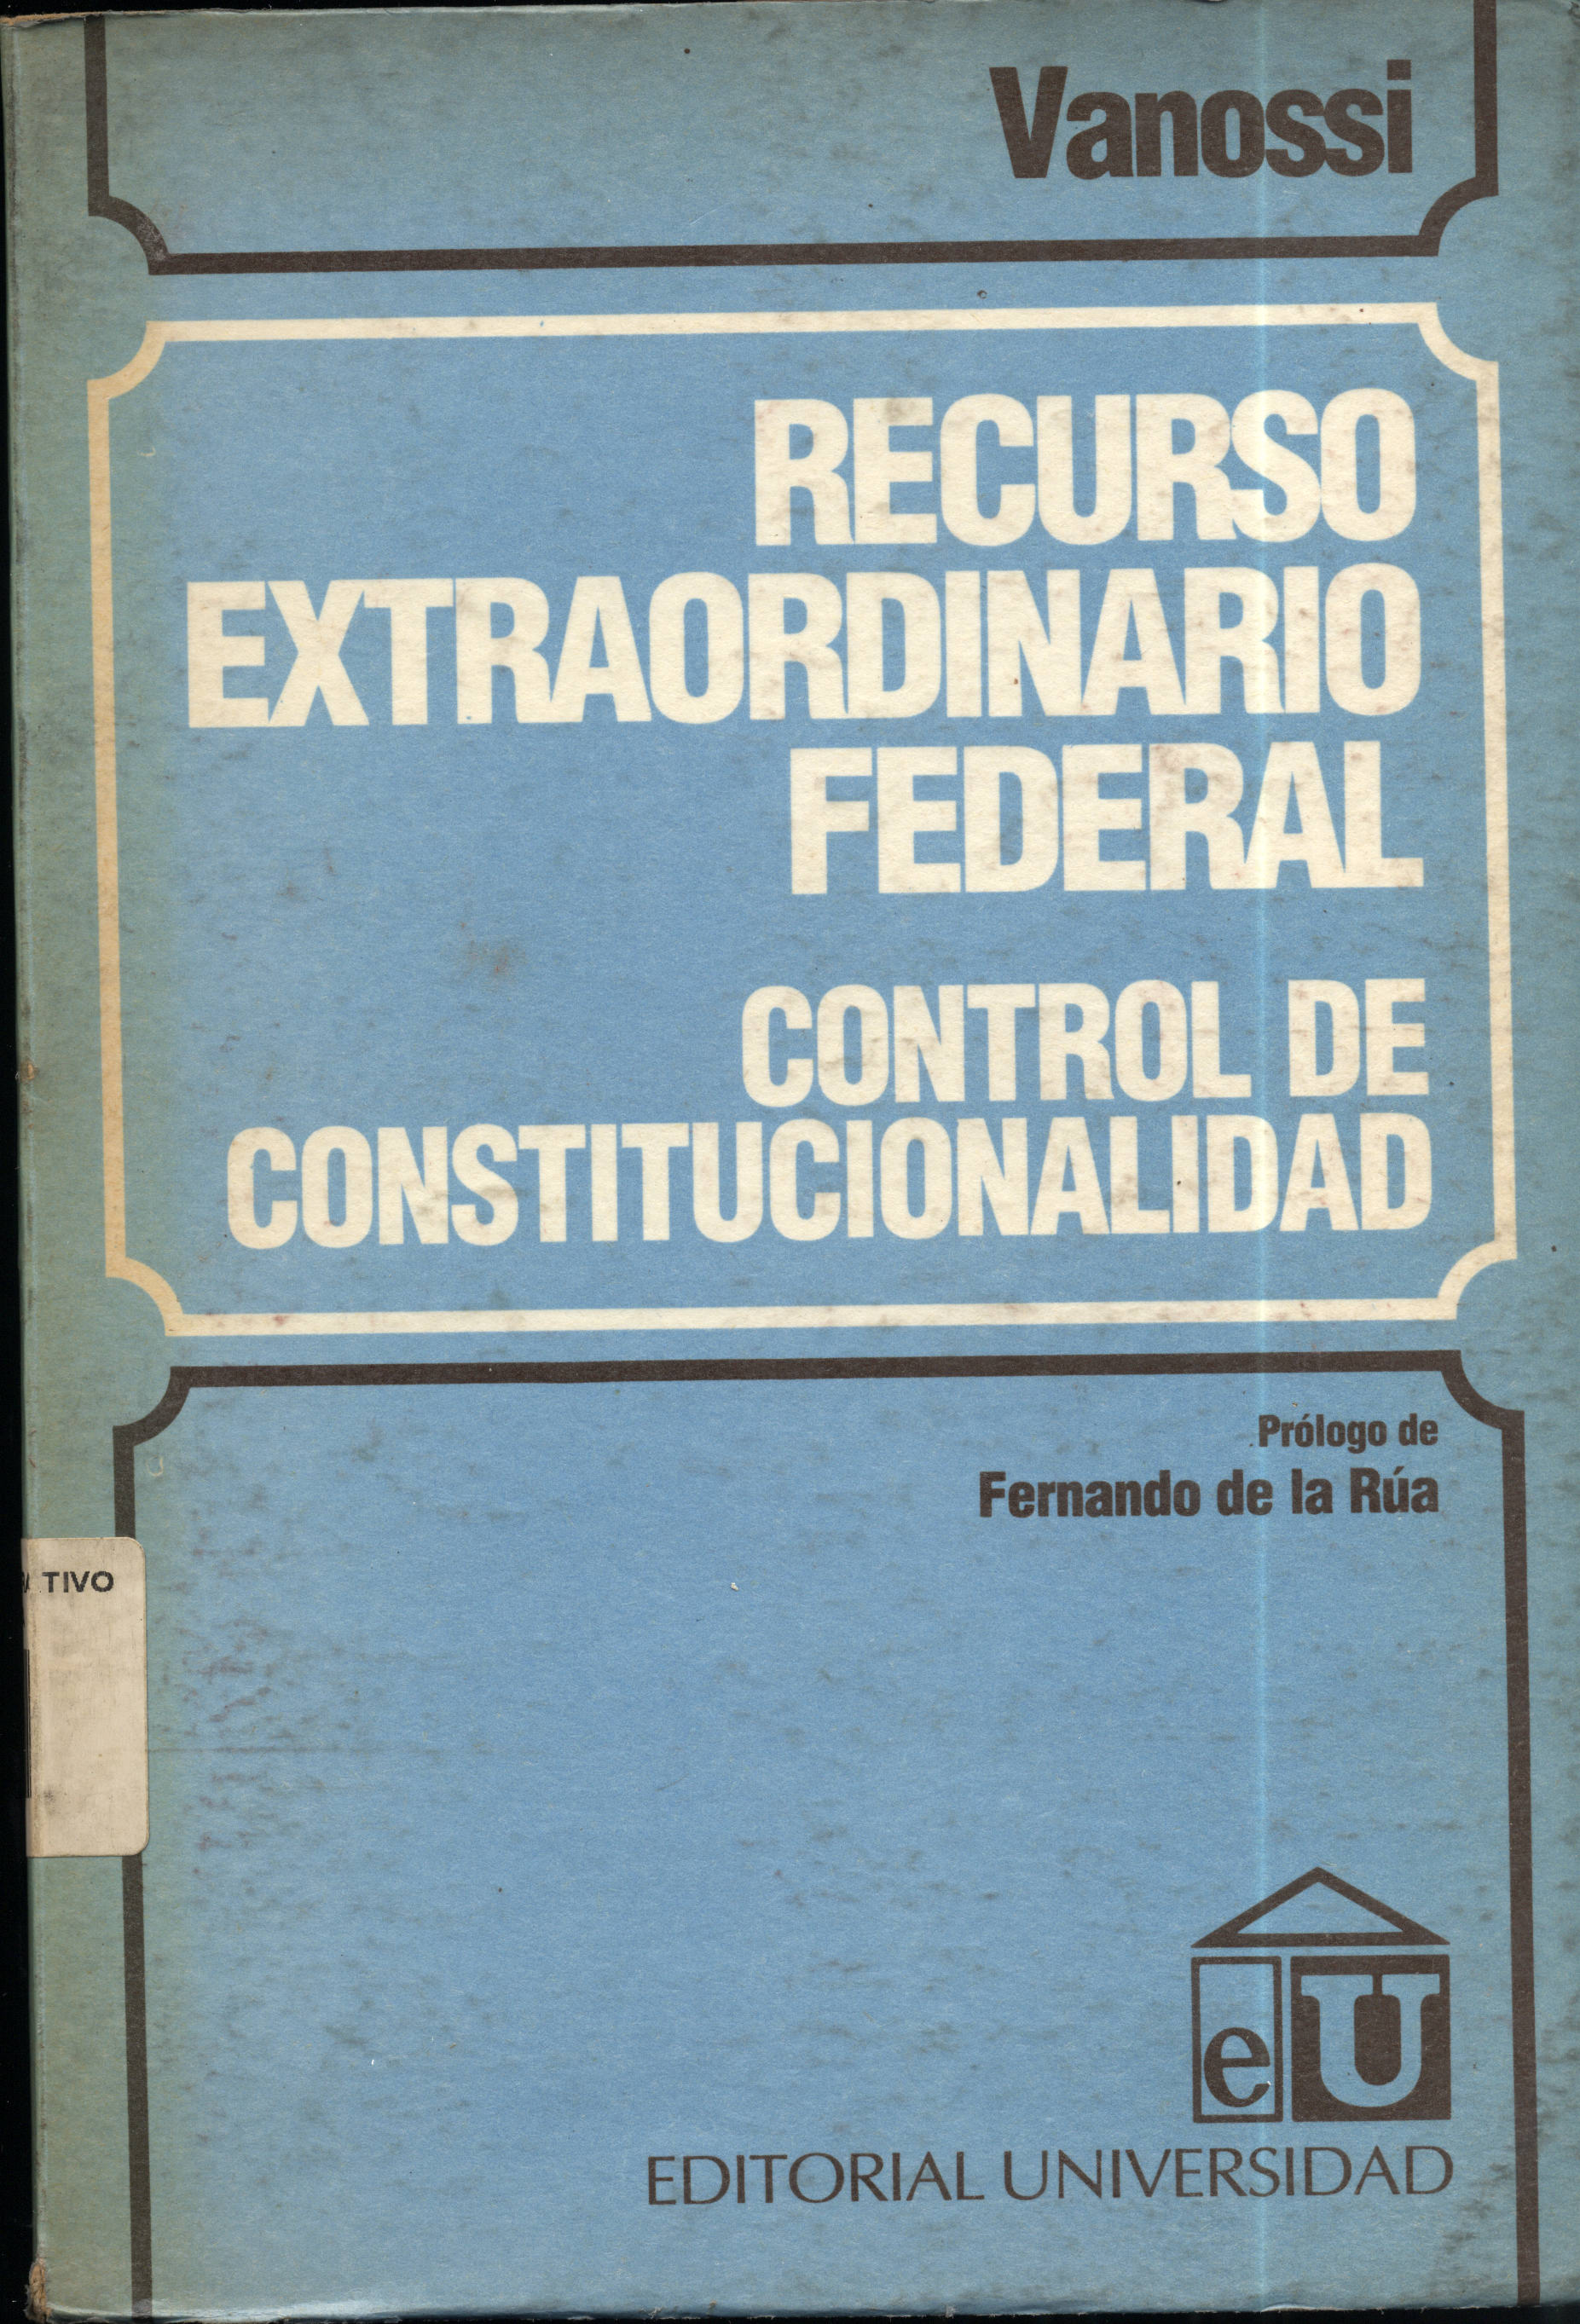 Vanossi
RECURSO
EXTRAORDINARIO
FEDERAL
CONTROL DE
CONSTITUCIONALIDAD
Prólogo de
Fernando de la Rúa
TIVO
eU
EDITORIAL UNIVERSIDAD